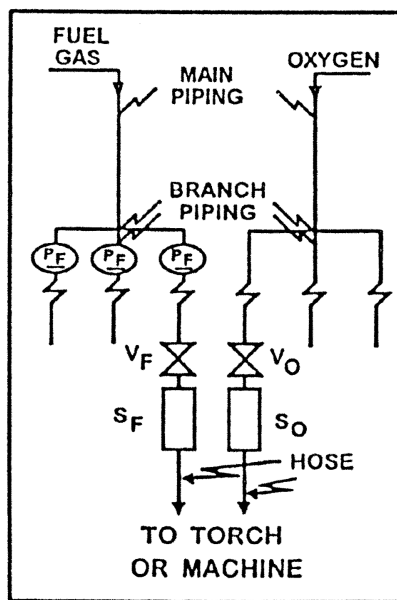 FUEL
GAS
OXYGEN
MAIN
PIPING
BRANCH
PIPING
PF
PF
PF
VF
VO
SF
SO
HOSE
TO TORCH
OR MACHINE